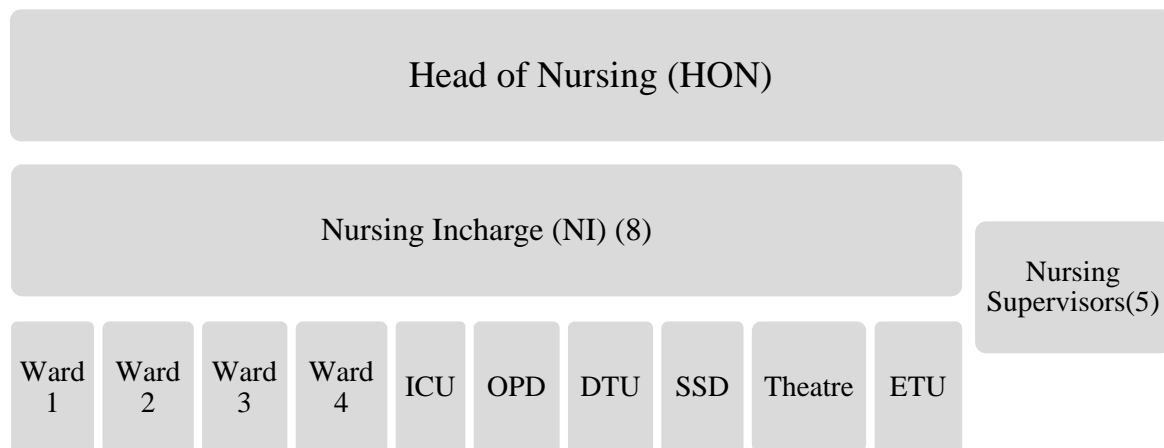 Head of Nursing (HON)
Nursing Incharge (NI) (8)
Nursing
Supervisors(5)
Ward
1
Ward
2
Ward
3
Ward
4
ICU
OPD
DTU
SSD
Theatre
ETU